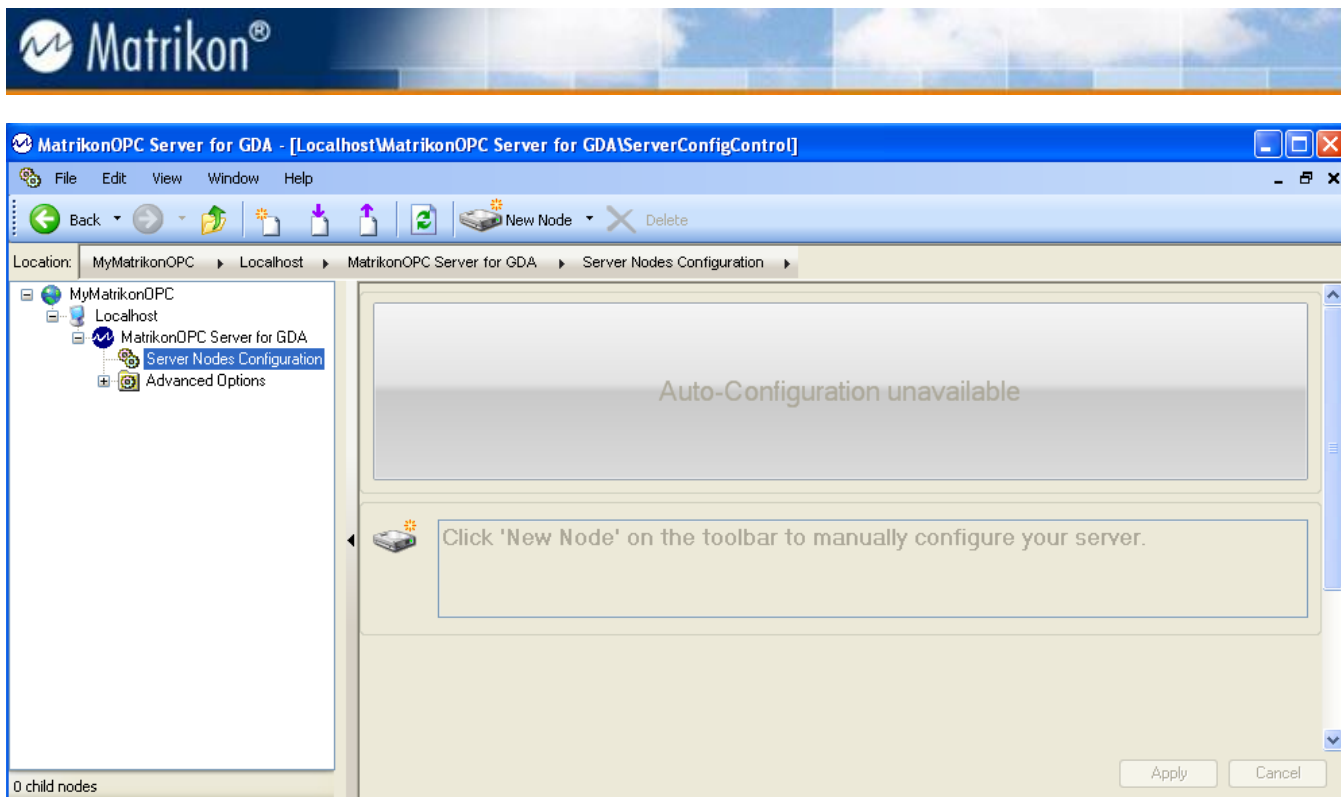 Matrikon®
MatrikonOPC Server for GDA - [Localhost\MatrikonOPC Server for GDA\ServerConfigControl]
File Edit View Window Help
Back New Node Delete
Location: MyMatrikonOPC Localhost MatrikonOPC Server for GDA Server Nodes Configuration
MyMatrikonOPC
Localhost
MatrikonOPC Server for GDA
Server Nodes Configuration
Advanced Options
Auto-Configuration unavailable
Click 'New Node' on the toolbar to manually configure your server.
Apply Cancel
0 child nodes